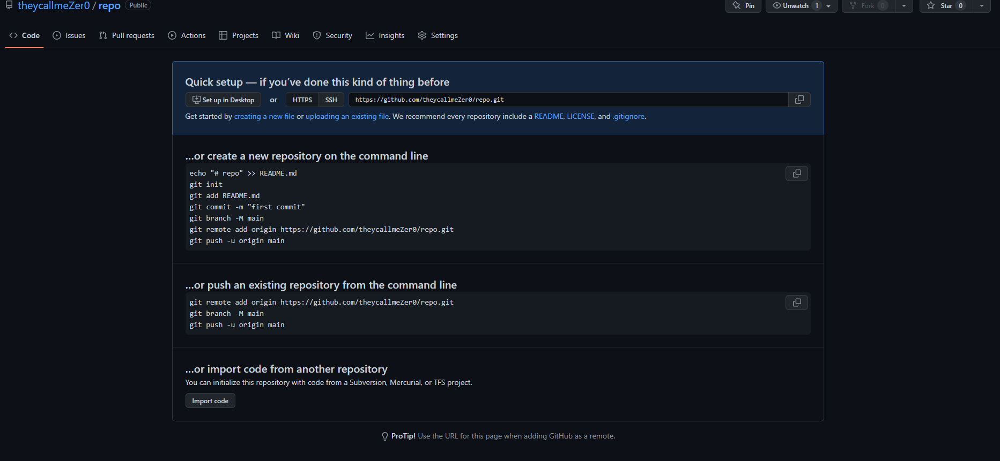 theycallmeZer0 / repo Public
Pin Unwatch 1 Fork 0 Star 0
Code Issues Pull requests Actions Projects Wiki Security Insights Settings
Quick setup — if you’ve done this kind of thing before
Set up in Desktop or HTTPS SSH https://github.com/theycallmeZer0/repo.git
Get started by creating a new file or uploading an existing file. We recommend every repository include a README, LICENSE, and .gitignore.
…or create a new repository on the command line
echo "# repo" >> README.md
git init
git add README.md
git commit -m "first commit"
git branch -M main
git remote add origin https://github.com/theycallmeZer0/repo.git
git push -u origin main
…or push an existing repository from the command line
git remote add origin https://github.com/theycallmeZer0/repo.git
git branch -M main
git push -u origin main
…or import code from another repository
You can initialize this repository with code from a Subversion, Mercurial, or TFS project.
Import code
ProTip! Use the URL for this page when adding GitHub as a remote.